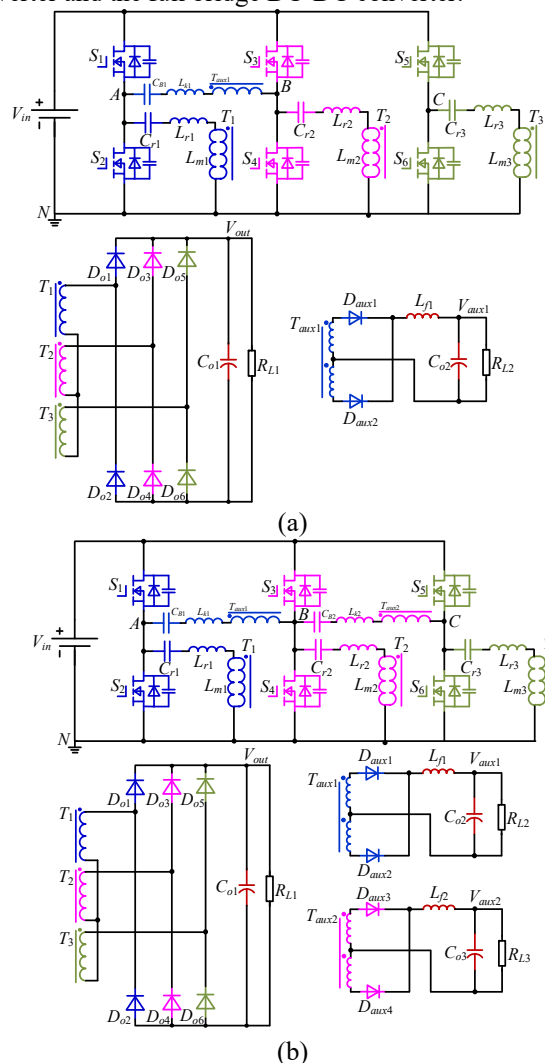 verter and the full-bridge DC-DC converter.
S1
S3
S5
A
CB1
Lk1
Taux1
B
C
Vin
Cr1
Lr1
T1
Cr2
Lr2
T2
Cr3
Lr3
T3
S2
Lm1
S4
Lm2
S6
Lm3
N
Vout
Do1
Do3
Do5
T1
T2
T3
Co1
RL1
Do2
Do4
Do6
Daux1
Lf1
Vaux1
Taux1
Co2
RL2
Daux2
(a)
S1
S3
S5
A
CB1
Lk1
Taux1
B
CB2
Lk2
Taux2
C
Vin
Cr1
Lr1
T1
Cr2
Lr2
T2
Cr3
Lr3
S2
Lm1
S4
Lm2
S6
Lm3
N
Vout
Do1
Do3
Do5
T1
T2
T3
Co1
RL1
Do2
Do4
Do6
Daux1
Lf1
Vaux1
Taux1
Co2
RL2
Daux2
Daux3
Lf2
Vaux2
Taux2
Co3
RL3
Daux4
(b)